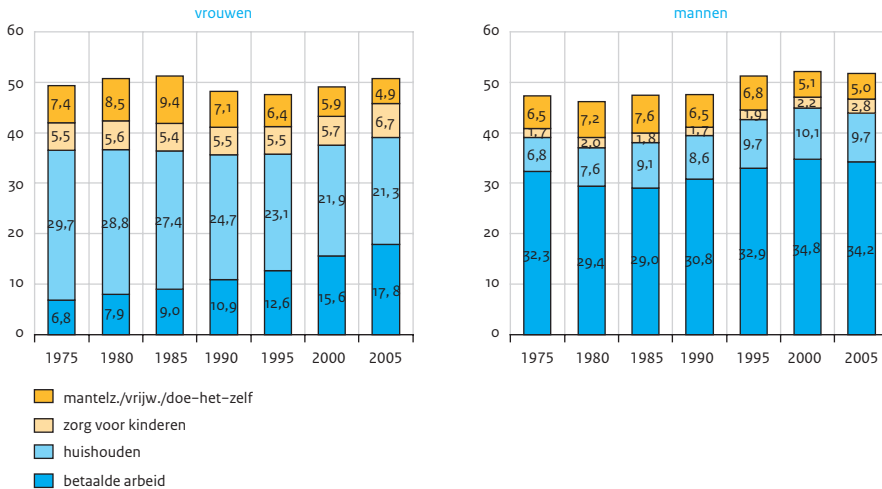 vrouwen
60
50
40
30
20
10
0
7,4 8,5 9,4 7,1 6,4 5,9 4,9
5,5 5,6 5,4 5,5 5,5 5,7 6,7
29,7 28,8 27,4 24,7 23,1 21,9 21,3
6,8 7,9 9,0 10,9 12,6 15,6 17,8
1975 1980 1985 1990 1995 2000 2005
mannen
60
50
40
30
20
10
0
6,5 7,2 7,6 6,5 6,8 5,1 5,0
1,7 2,0 1,8 1,7 1,9 2,2 2,8
6,8 7,6 9,1 8,6 9,7 10,1 9,7
32,3 29,4 29,0 30,8 32,9 34,8 34,2
1975 1980 1985 1990 1995 2000 2005
mantelz./vrijw./doe-het-zelf
zorg voor kinderen
huishouden
betaalde arbeid